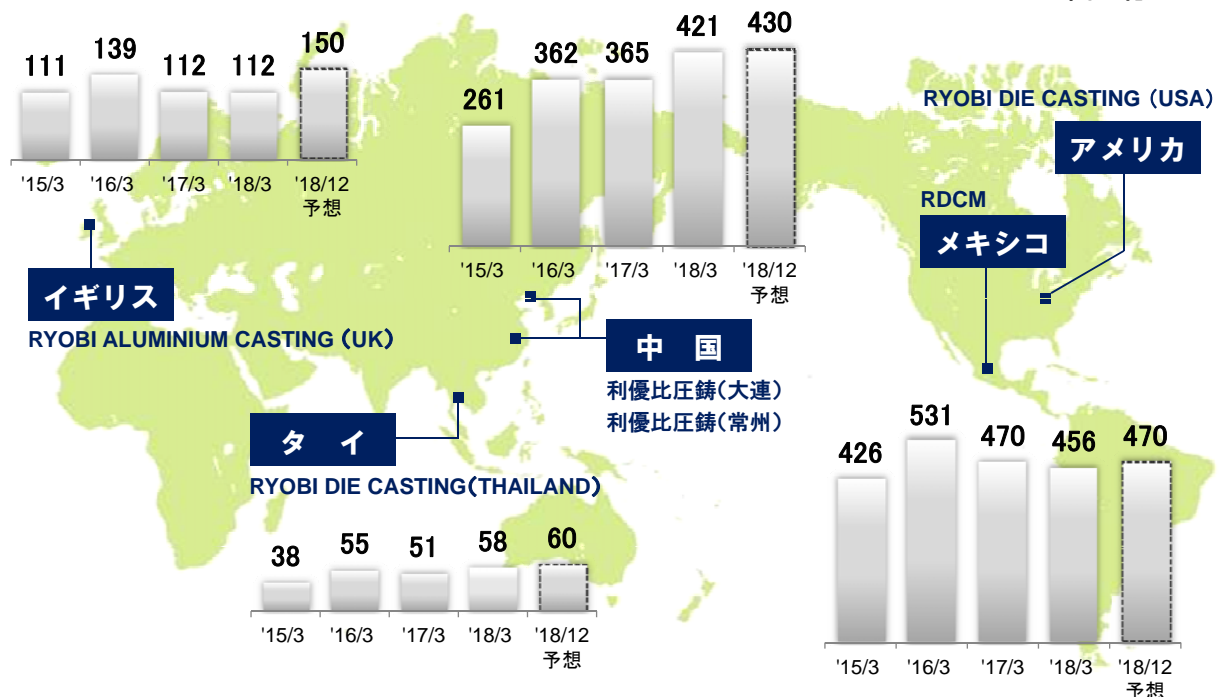 111 139 112 112 150
'15/3 '16/3 '17/3 '18/3 '18/12
予想
261 362 365 421 430
'15/3 '16/3 '17/3 '18/3 '18/12
予想
RYOBI DIE CASTING (USA)
アメリカ
RDCM
メキシコ
イギリス
RYOBI ALUMINIUM CASTING (UK)
中 国
利優比圧鋳(大連)
利優比圧鋳(常州)
タ イ
RYOBI DIE CASTING(THAILAND)
38 55 51 58 60
'15/3 '16/3 '17/3 '18/3 '18/12
予想
426 531 470 456 470
'15/3 '16/3 '17/3 '18/3 '18/12
予想